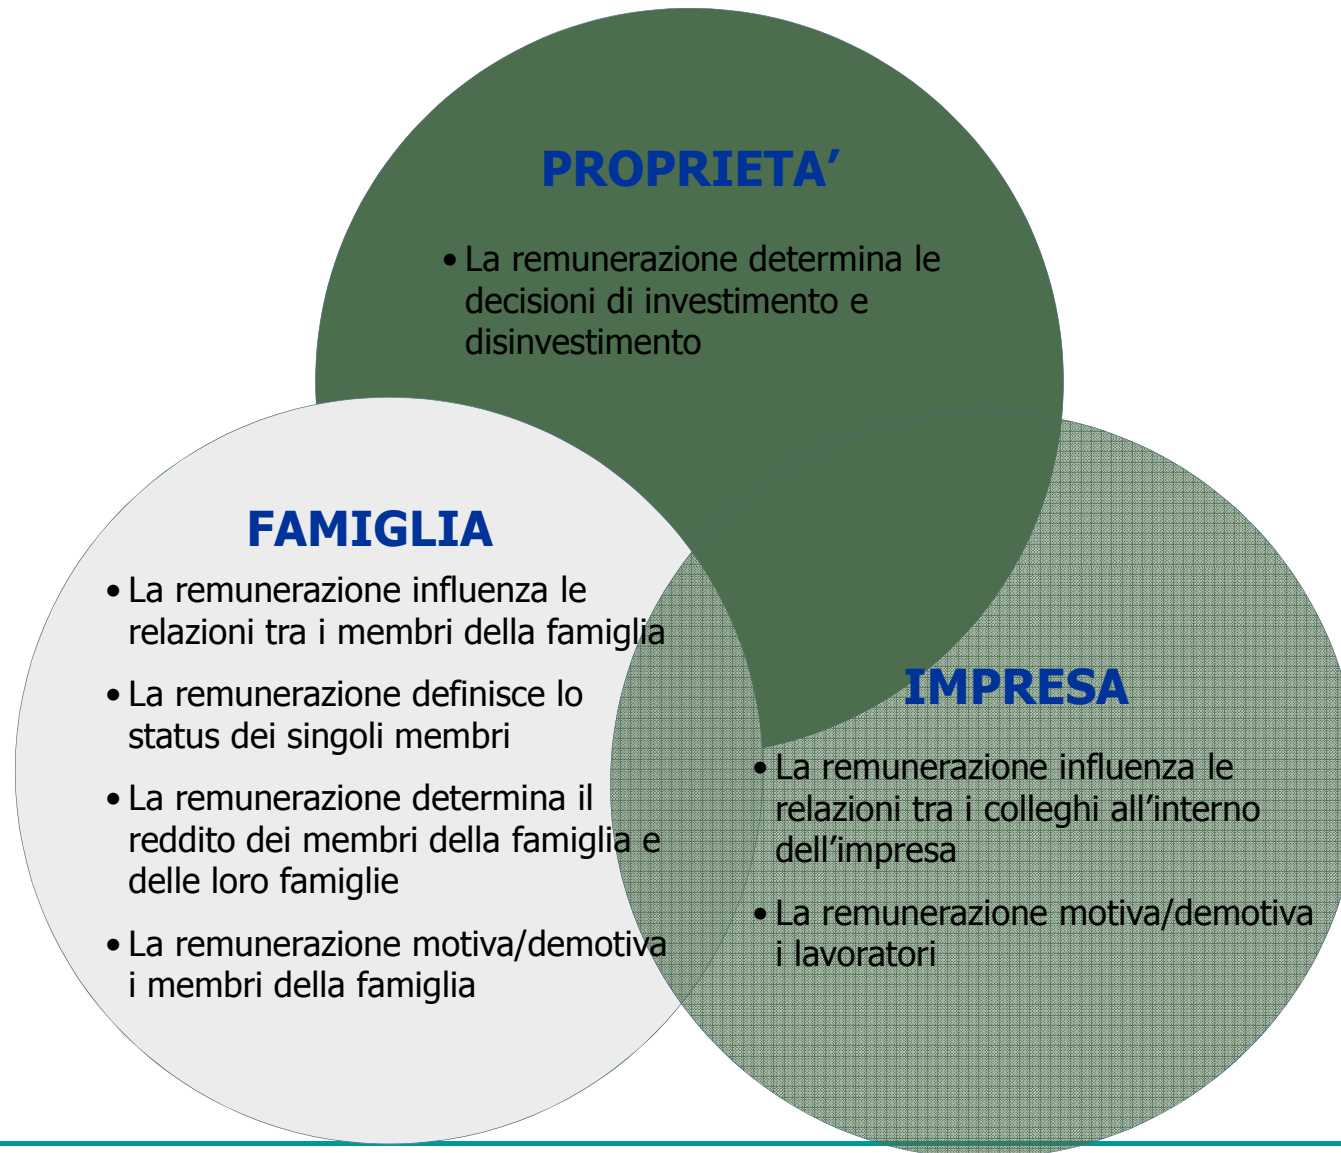 PROPRIETA’
• La remunerazione determina le
decisioni di investimento e
disinvestimento
FAMIGLIA
• La remunerazione influenza le
relazioni tra i membri della famiglia
• La remunerazione definisce lo
status dei singoli membri
• La remunerazione determina il
reddito dei membri della famiglia e
delle loro famiglie
• La remunerazione motiva/demotiva
i membri della famiglia
IMPRESA
• La remunerazione influenza le
relazioni tra i colleghi all’interno
dell’impresa
• La remunerazione motiva/demotiva
i lavoratori